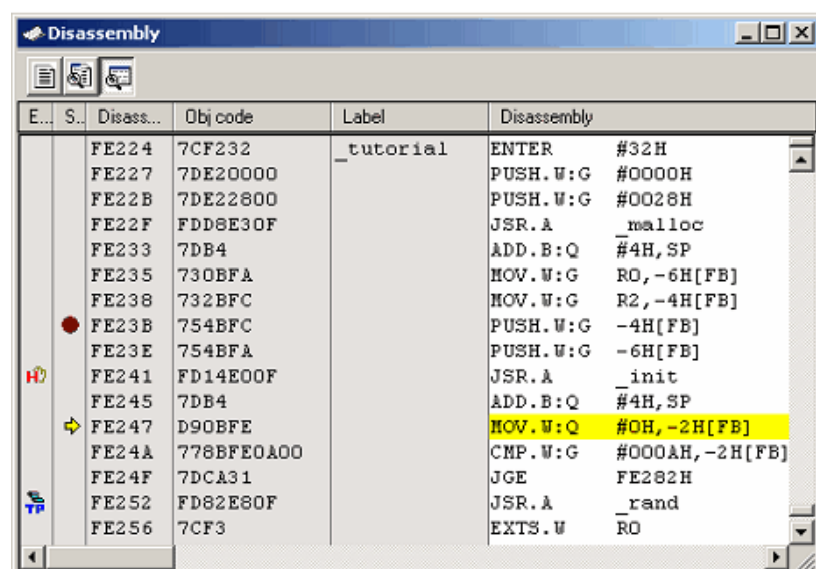 Disassembly
E... S.. Disass... Obj code Label Disassembly
FE224 7CF232 _tutorial ENTER #32H
FE227 7DE20000 PUSH.W:G #0000H
FE22B 7DE22800 PUSH.W:G #0028H
FE22F FDD8E30F JSR.A _malloc
FE233 7DB4 ADD.B:Q #4H,SP
FE235 730BFA MOV.W:G R0,-6H[FB]
FE238 732BFC MOV.W:G R2,-4H[FB]
FE23B 754BFC PUSH.W:G -4H[FB]
FE23E 754BFA PUSH.W:G -6H[FB]
H FE241 FD14E00F JSR.A _init
FE245 7DB4 ADD.B:Q #4H,SP
FE247 D90BFE MOV.W:Q #0H,-2H[FB]
FE24A 778BFE0A00 CMP.W:G #000AH,-2H[FB]
FE24F 7DCA31 JGE FE282H
TP FE252 FD82E80F JSR.A _rand
FE256 7CF3 EXTS.W R0